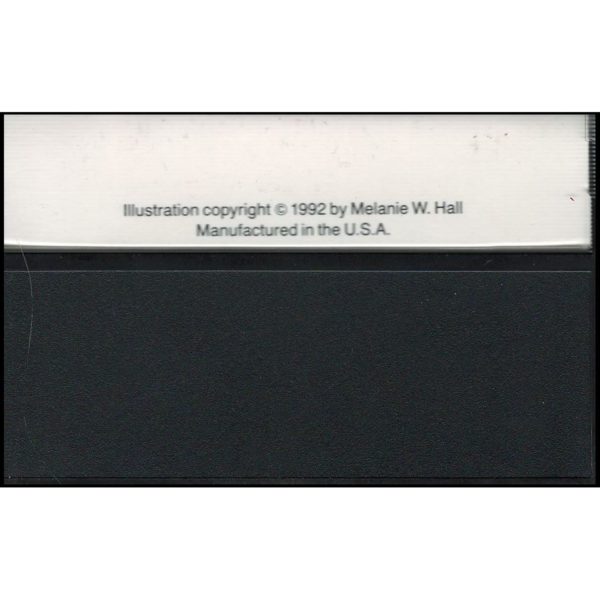 Illustration copyright © 1992 by Melanie W. Hall
Manufactured in the U.S.A.